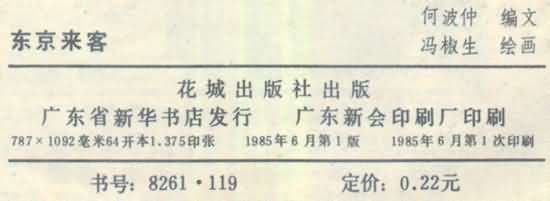 何波仲 编文
东京来客
冯椒生 绘画
花城出版社出版
广东省新华书店发行 广东新会印刷厂印刷
787×1092毫米64开本1.375印张 1985年6月第1版 1985年6月第1次印刷
书号：8261·119 定价：0.22元